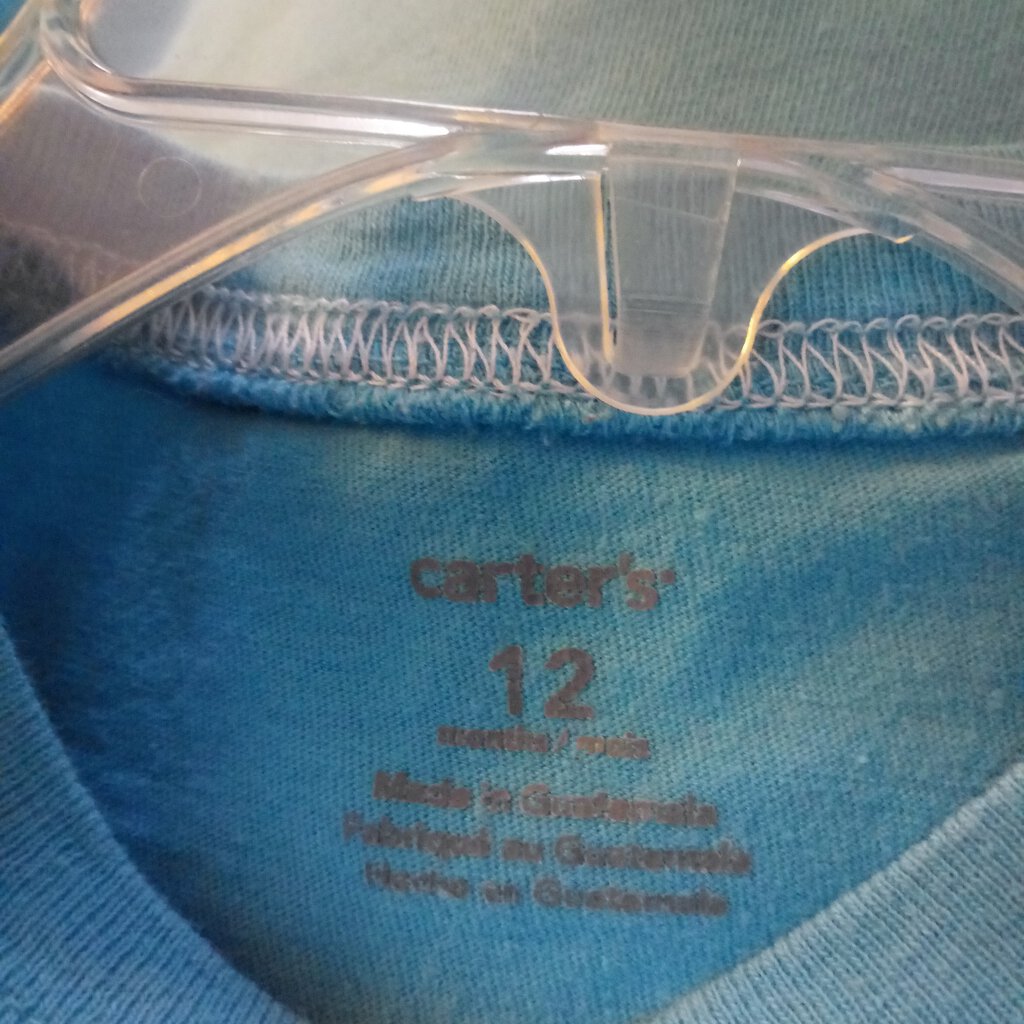 carter's
12
months / mois
Made in Guatemala
Fabriqué au Guatemala
Hecho en Guatemala